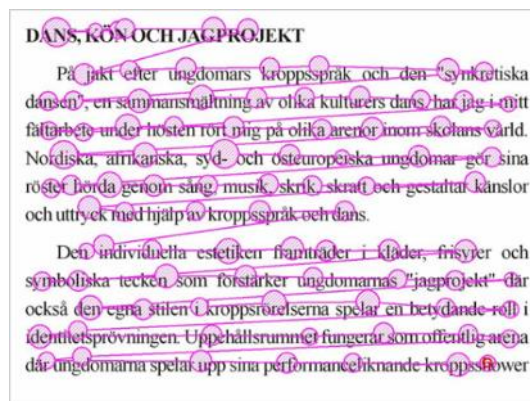 DANS, KÖN OCH JAGPROJEKT
På jakt efter ungdomars kroppsspråk och den "synkretiska
dansen", en sammansmältning av olika kulturers dans, har jag i mitt
fältarbete under hösten rört mig på olika arenor inom skolans värld.
Nordiska, afrikanska, syd- och östeuropeiska ungdomar gör sina
röster hörda genom sång, musik, skrik, skratt och gestaltar känslor
och uttryck med hjälp av kroppsspråk och dans.
Den individuella estetiken framträder i kläder, frisyrer och
symboliska tecken som förstärker ungdomarnas "jagprojekt" där
också den egna stilen i kroppsrörelserna spelar en betydande roll i
identitetsprövningen. Uppehållsrummet fungerar som offentlig arena
där ungdomarna spelar upp sina performanceliknande kroppsshower